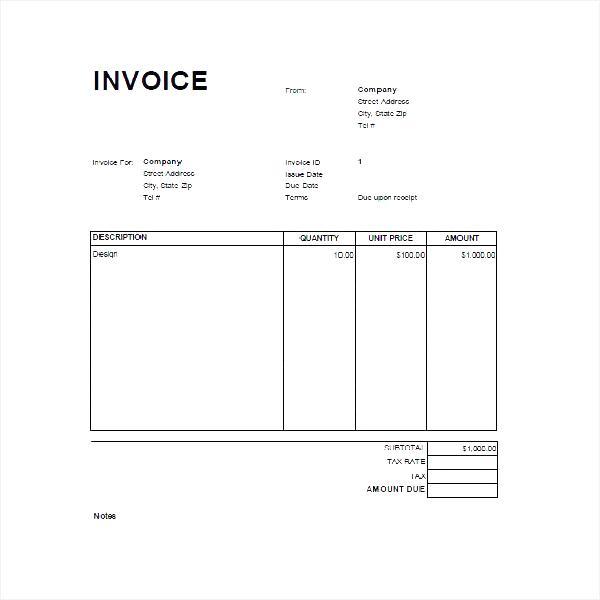 INVOICE
From: Company
Street Address
City, State Zip
Tel #
Invoice For: Company
Street Address
City, State Zip
Tel #
Invoice ID 1
Issue Date
Due Date
Terms Due upon receipt
DESCRIPTION QUANTITY UNIT PRICE AMOUNT
Design 10.00 $100.00 $1,000.00
SUBTOTAL $1,000.00
TAX RATE
TAX
AMOUNT DUE
Notes